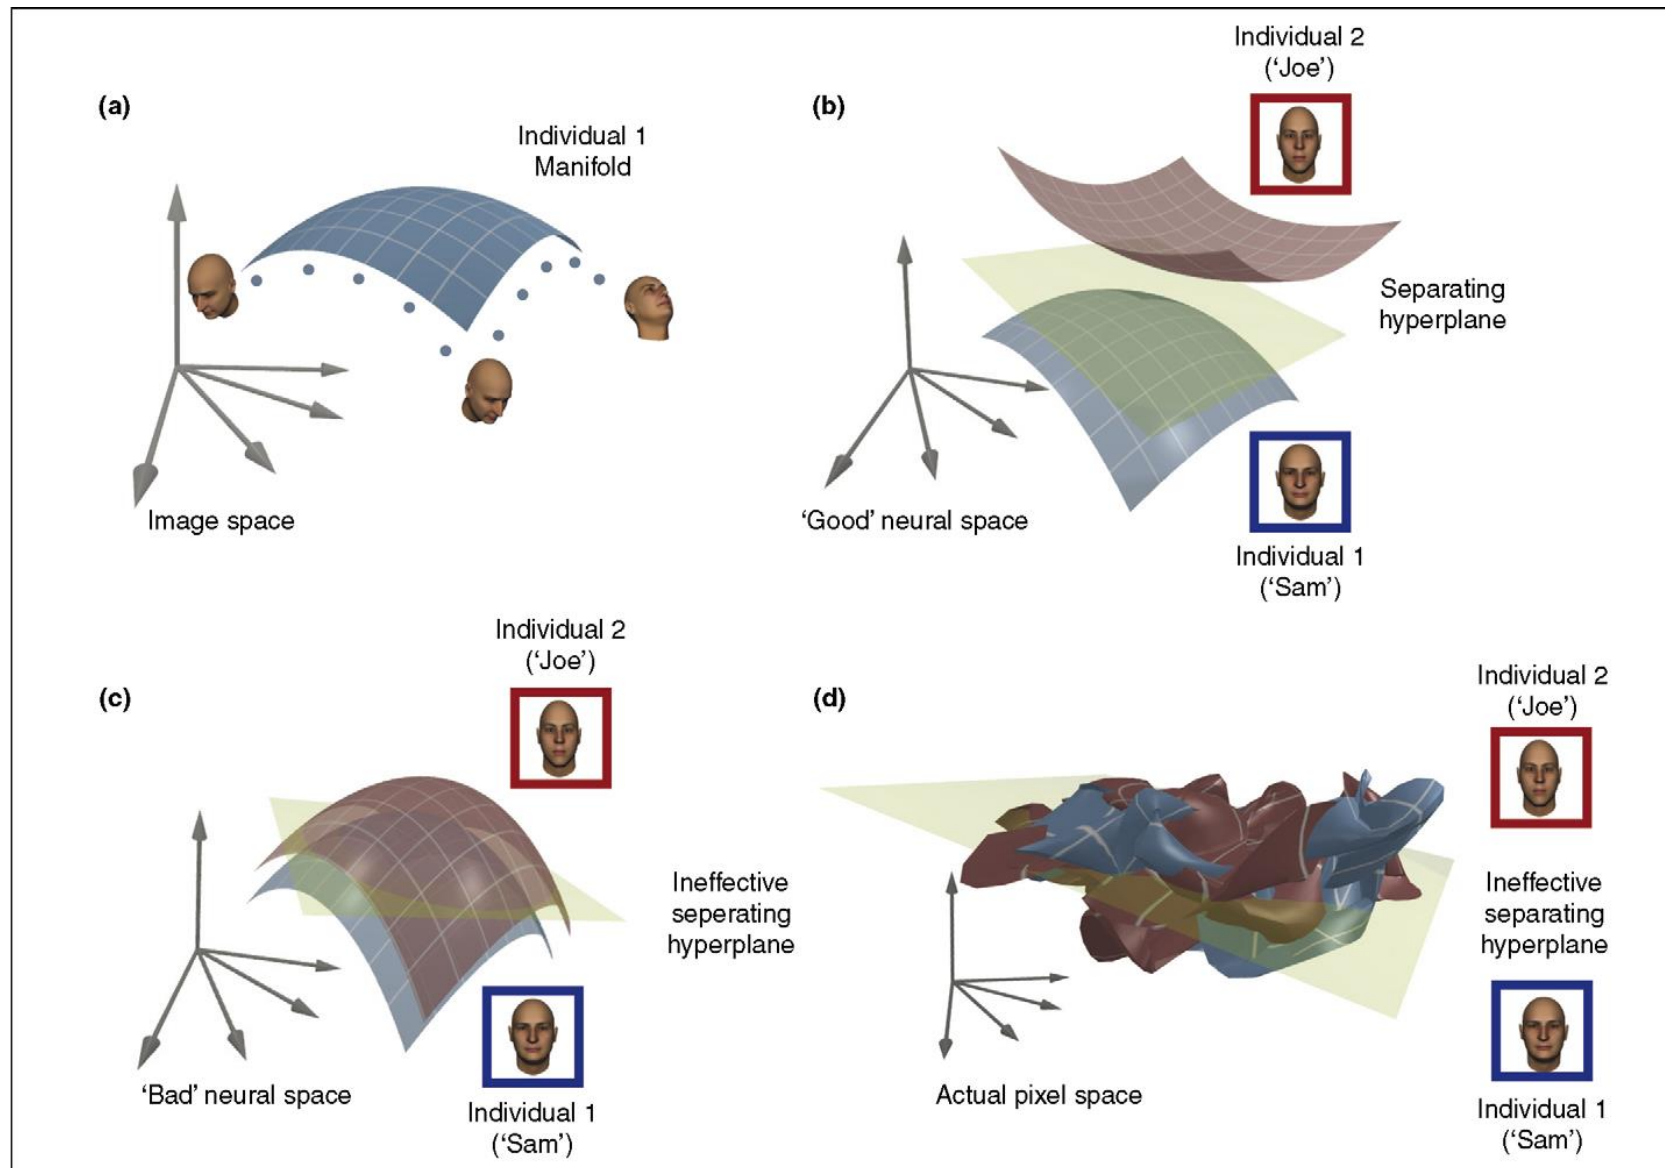 (a)
Individual 1
Manifold
Image space
(b)
Individual 2
(‘Joe’)
Separating
hyperplane
‘Good’ neural space
Individual 1
(‘Sam’)
(c)
Individual 2
(‘Joe’)
Ineffective
seperating
hyperplane
‘Bad’ neural space
Individual 1
(‘Sam’)
(d)
Individual 2
(‘Joe’)
Ineffective
separating
hyperplane
Actual pixel space
Individual 1
(‘Sam’)